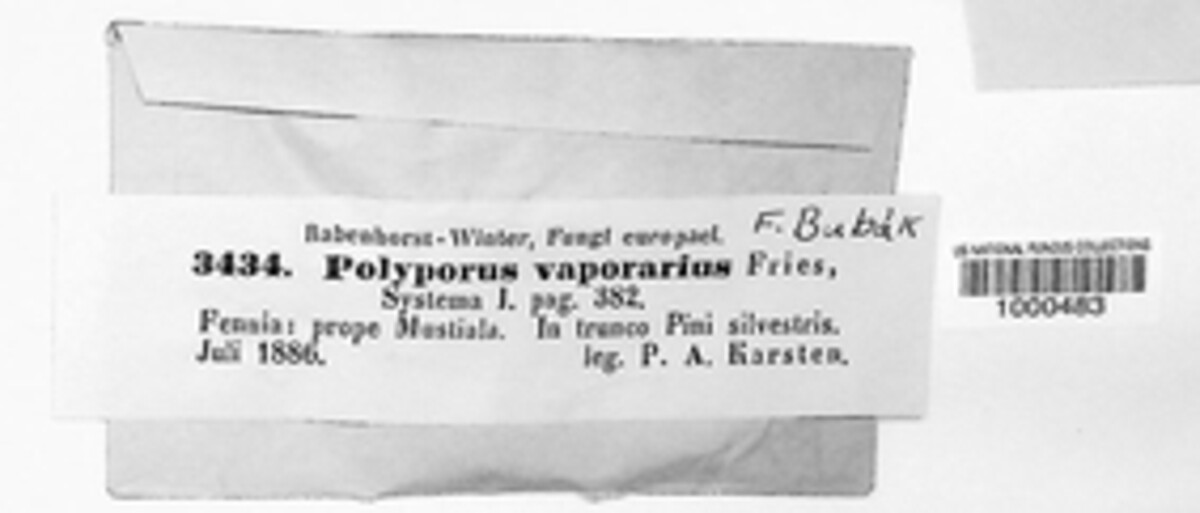 Rabenhorst-Winter, Fungi europaei. F. Bubák
3434. Polyporus vaporarius Fries,
Systema I. pag. 382.
Fennia: prope Mustiala. In trunco Pini silvestris.
Juli 1886. leg. P. A. Karsten.
US NATIONAL FUNGUS COLLECTIONS
1000483